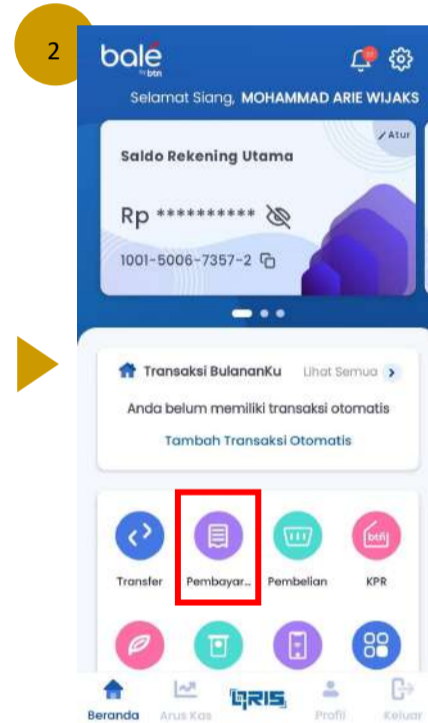 2
balé
by btn
Selamat Siang, MOHAMMAD ARIE WIJAKS
Atur
Saldo Rekening Utama
Rp **********
1001-5006-7357-2
Transaksi BulananKu Lihat Semua
Anda belum memiliki transaksi otomatis
Tambah Transaksi Otomatis
btn
Transfer Pembayar... Pembelian KPR
QRIS
Beranda Arus Kas Profil Keluar